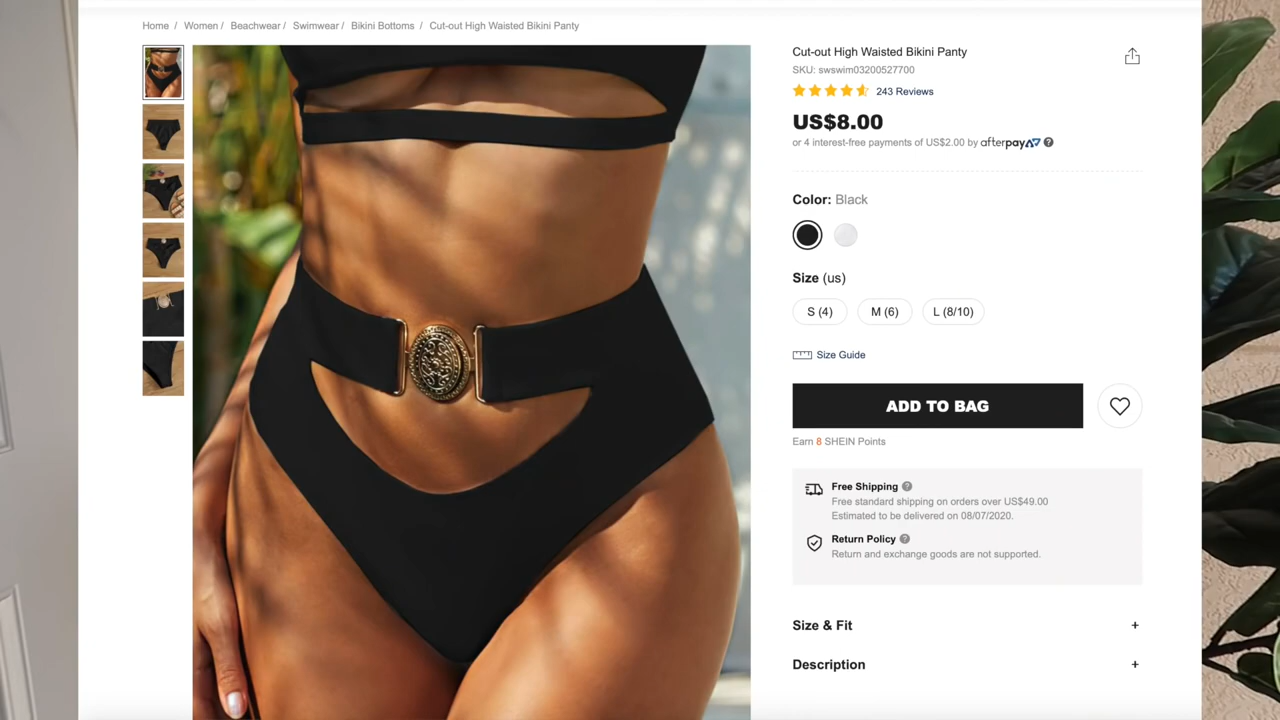 Home / Women / Beachwear / Swimwear / Bikini Bottoms / Cut-out High Waisted Bikini Panty
Cut-out High Waisted Bikini Panty
SKU: swswim03200527700
243 Reviews
US$8.00
or 4 interest-free payments of US$2.00 by afterpay
Color: Black
Size (us)
S (4) M (6) L (8/10)
Size Guide
ADD TO BAG
Earn 8 SHEIN Points
Free Shipping ?
Free standard shipping on orders over US$49.00
Estimated to be delivered on 08/07/2020.
Return Policy ?
Return and exchange goods are not supported.
Size & Fit +
Description +